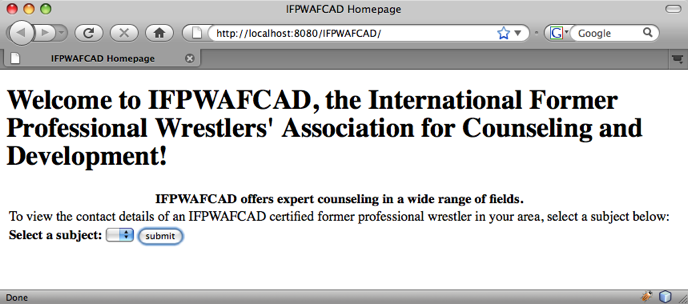 IFPWAFCAD Homepage
http://localhost:8080/IFPWAFCAD/
G Google
IFPWAFCAD Homepage
Welcome to IFPWAFCAD, the International Former
Professional Wrestlers' Association for Counseling and
Development!
IFPWAFCAD offers expert counseling in a wide range of fields.
To view the contact details of an IFPWAFCAD certified former professional wrestler in your area, select a subject below:
Select a subject: submit
Done